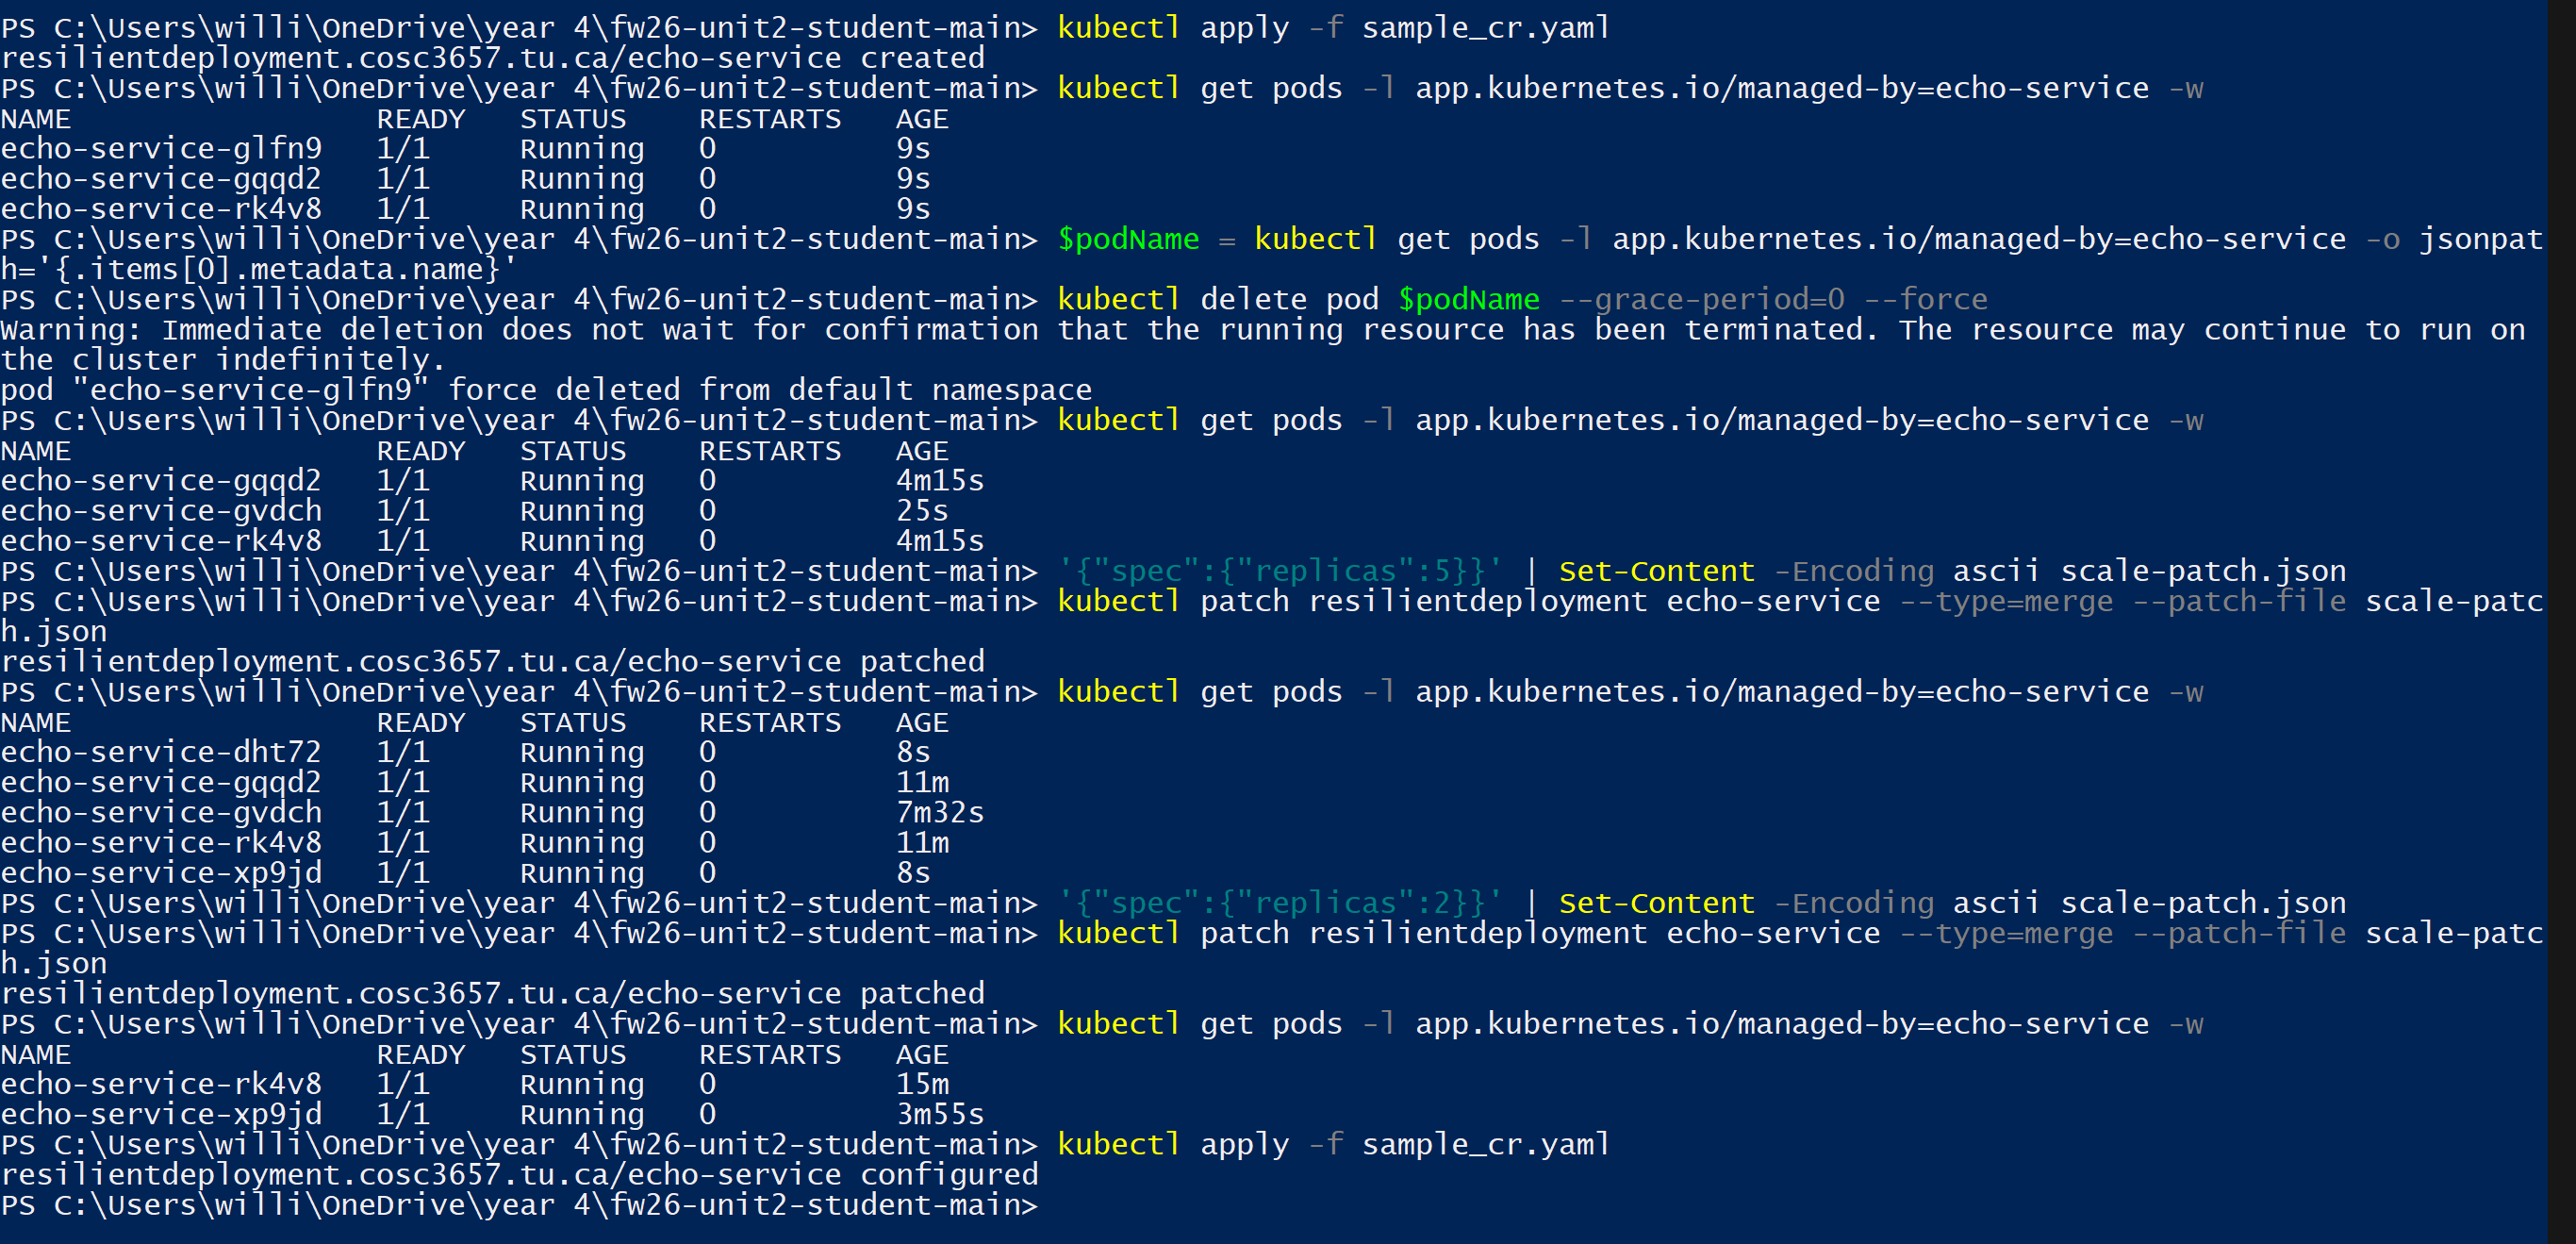 PS C:\Users\willi\OneDrive\year 4\fw26-unit2-student-main> kubectl apply -f sample_cr.yaml
resilientdeployment.cosc3657.tu.ca/echo-service created
PS C:\Users\willi\OneDrive\year 4\fw26-unit2-student-main> kubectl get pods -l app.kubernetes.io/managed-by=echo-service -w
NAME                 READY   STATUS    RESTARTS   AGE
echo-service-glfn9   1/1     Running   0          9s
echo-service-gqqd2   1/1     Running   0          9s
echo-service-rk4v8   1/1     Running   0          9s
PS C:\Users\willi\OneDrive\year 4\fw26-unit2-student-main> $podName = kubectl get pods -l app.kubernetes.io/managed-by=echo-service -o jsonpat
h='{.items[0].metadata.name}'
PS C:\Users\willi\OneDrive\year 4\fw26-unit2-student-main> kubectl delete pod $podName --grace-period=0 --force
Warning: Immediate deletion does not wait for confirmation that the running resource has been terminated. The resource may continue to run on
the cluster indefinitely.
pod "echo-service-glfn9" force deleted from default namespace
PS C:\Users\willi\OneDrive\year 4\fw26-unit2-student-main> kubectl get pods -l app.kubernetes.io/managed-by=echo-service -w
NAME                 READY   STATUS    RESTARTS   AGE
echo-service-gqqd2   1/1     Running   0          4m15s
echo-service-gvdch   1/1     Running   0          25s
echo-service-rk4v8   1/1     Running   0          4m15s
PS C:\Users\willi\OneDrive\year 4\fw26-unit2-student-main> '{"spec":{"replicas":5}}' | Set-Content -Encoding ascii scale-patch.json
PS C:\Users\willi\OneDrive\year 4\fw26-unit2-student-main> kubectl patch resilientdeployment echo-service --type=merge --patch-file scale-patc
h.json
resilientdeployment.cosc3657.tu.ca/echo-service patched
PS C:\Users\willi\OneDrive\year 4\fw26-unit2-student-main> kubectl get pods -l app.kubernetes.io/managed-by=echo-service -w
NAME                 READY   STATUS    RESTARTS   AGE
echo-service-dht72   1/1     Running   0          8s
echo-service-gqqd2   1/1     Running   0          11m
echo-service-gvdch   1/1     Running   0          7m32s
echo-service-rk4v8   1/1     Running   0          11m
echo-service-xp9jd   1/1     Running   0          8s
PS C:\Users\willi\OneDrive\year 4\fw26-unit2-student-main> '{"spec":{"replicas":2}}' | Set-Content -Encoding ascii scale-patch.json
PS C:\Users\willi\OneDrive\year 4\fw26-unit2-student-main> kubectl patch resilientdeployment echo-service --type=merge --patch-file scale-patc
h.json
resilientdeployment.cosc3657.tu.ca/echo-service patched
PS C:\Users\willi\OneDrive\year 4\fw26-unit2-student-main> kubectl get pods -l app.kubernetes.io/managed-by=echo-service -w
NAME                 READY   STATUS    RESTARTS   AGE
echo-service-rk4v8   1/1     Running   0          15m
echo-service-xp9jd   1/1     Running   0          3m55s
PS C:\Users\willi\OneDrive\year 4\fw26-unit2-student-main> kubectl apply -f sample_cr.yaml
resilientdeployment.cosc3657.tu.ca/echo-service configured
PS C:\Users\willi\OneDrive\year 4\fw26-unit2-student-main>